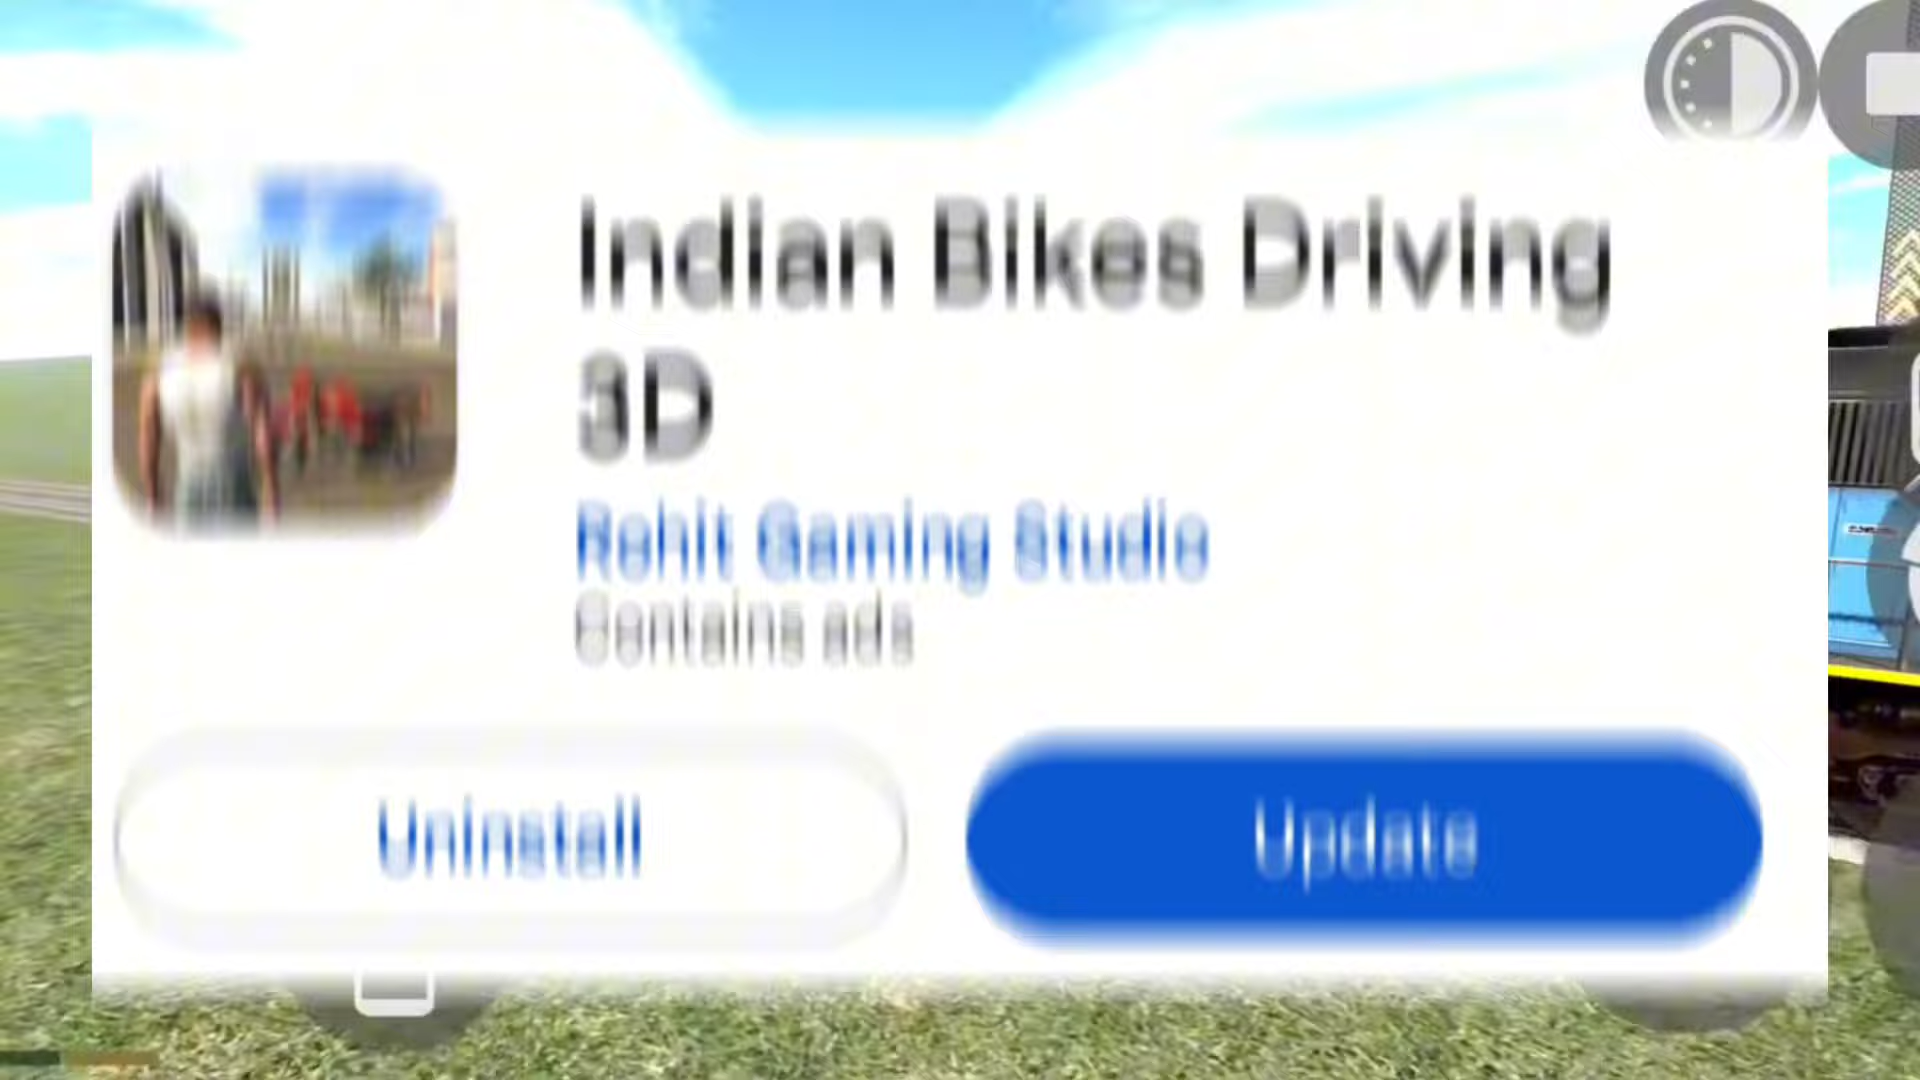 Indian Bikes Driving
3D
Rohit Gaming Studio
Contains ads
Uninstall
Update